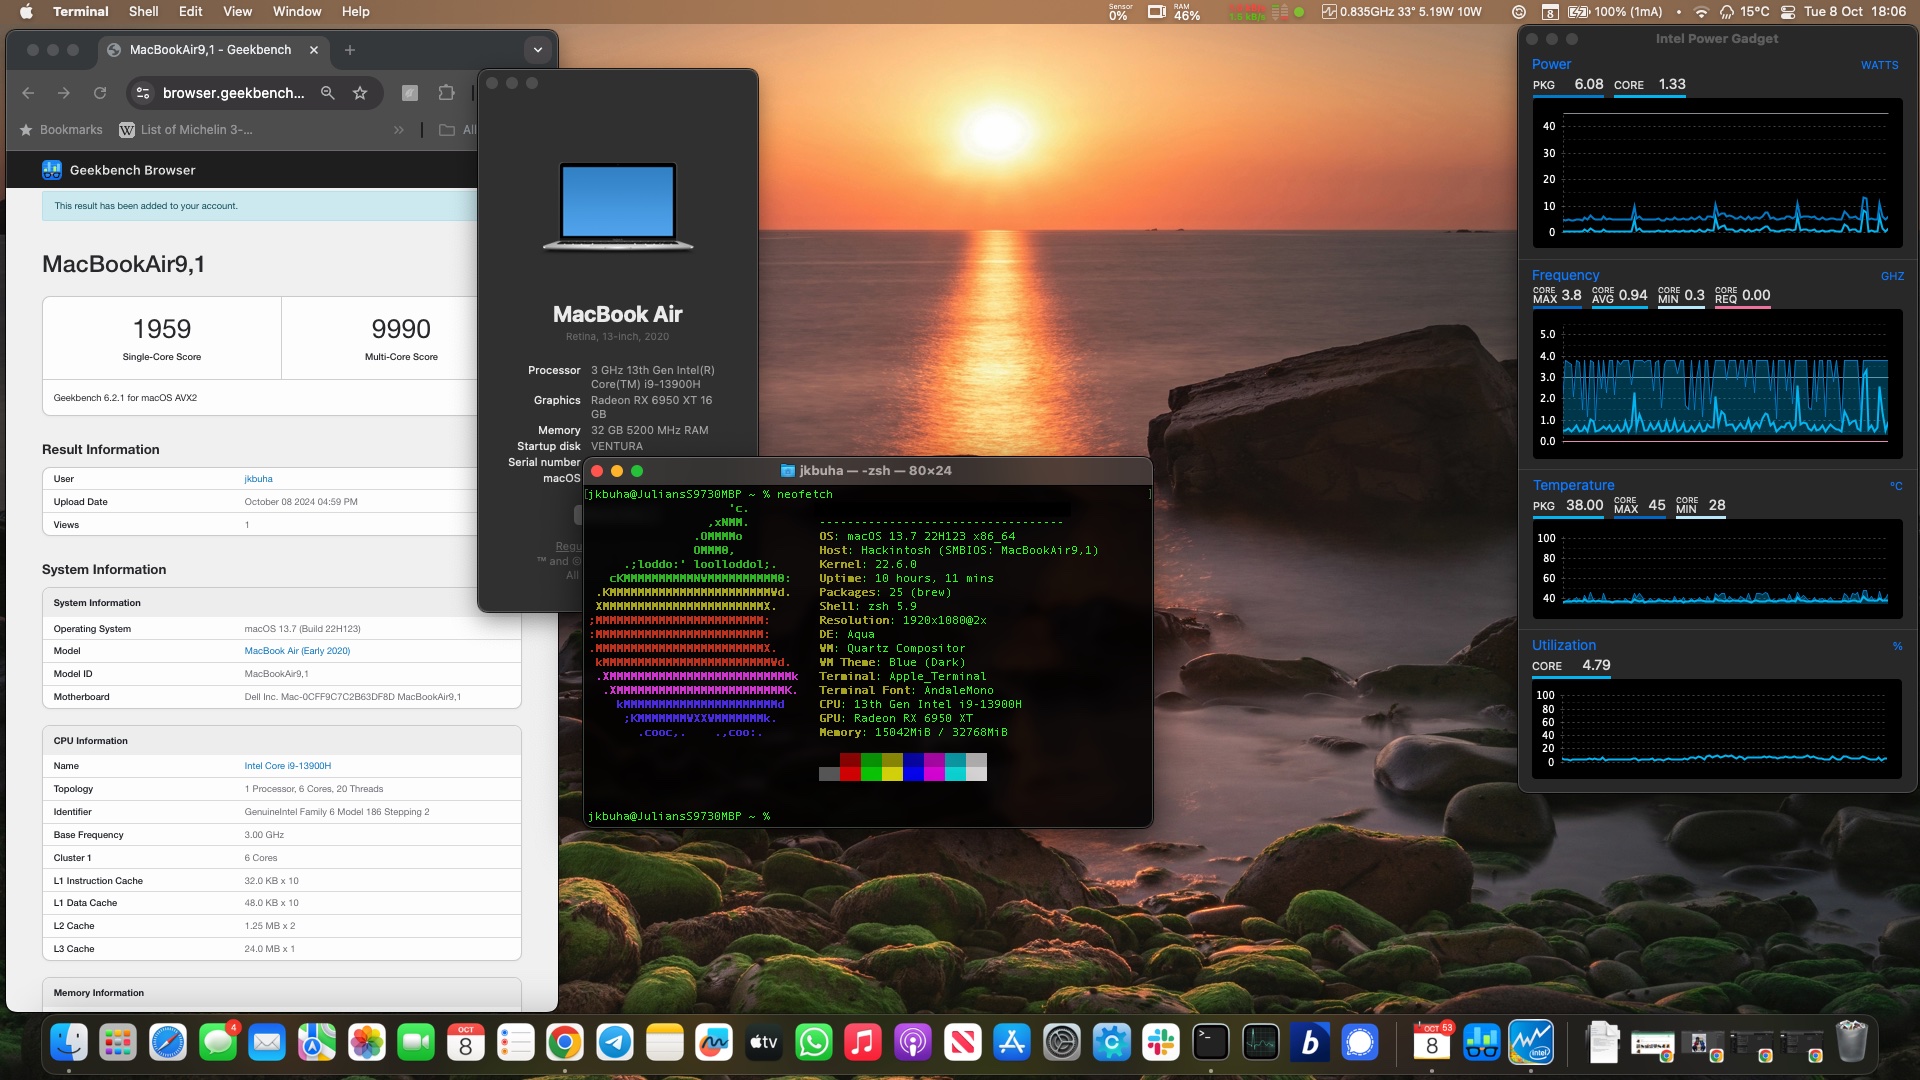 Terminal Shell Edit View Window Help
Sensor 0% RAM 46% 0.835GHz 33° 5.19W 10W 8 100% (1mA) 15°C Tue 8 Oct 18:06
MacBookAir9,1 - Geekbench
browser.geekbench...
Bookmarks List of Michelin 3-... All
Geekbench Browser
This result has been added to your account.
MacBookAir9,1
1959 9990
Single-Core Score Multi-Core Score
Geekbench 6.2.1 for macOS AVX2
Result Information
User jkbuha
Upload Date October 08 2024 04:59 PM
Views 1
System Information
System Information
Operating System macOS 13.7 (Build 22H123)
Model MacBook Air (Early 2020)
Model ID MacBookAir9,1
Motherboard Dell Inc. Mac-0CFF9C7C2B63DF8D MacBookAir9,1
CPU Information
Name Intel Core i9-13900H
Topology 1 Processor, 6 Cores, 20 Threads
Identifier GenuineIntel Family 6 Model 186 Stepping 2
Base Frequency 3.00 GHz
Cluster 1 6 Cores
L1 Instruction Cache 32.0 KB x 10
L1 Data Cache 48.0 KB x 10
L2 Cache 1.25 MB x 2
L3 Cache 24.0 MB x 1
Memory Information
MacBook Air
Retina, 13-inch, 2020
Processor 3 GHz 13th Gen Intel(R)
Core(TM) i9-13900H
Graphics Radeon RX 6950 XT 16
GB
Memory 32 GB 5200 MHz RAM
Startup disk VENTURA
Serial number
macOS
Regu
™ and ©
All
jkbuha — -zsh — 80×24
[jkbuha@JuliansS9730MBP ~ % neofetch ]
'c.
,xNMM. ----------------------------------
.OMMMMo OS: macOS 13.7 22H123 x86_64
OMMM0, Host: Hackintosh (SMBIOS: MacBookAir9,1)
.;loddo:' loolloddol;. Kernel: 22.6.0
cKMMMMMMMMMMNWMMMMMMMMMM0: Uptime: 10 hours, 11 mins
.KMMMMMMMMMMMMMMMMMMMMMMMWd. Packages: 25 (brew)
XMMMMMMMMMMMMMMMMMMMMMMMX. Shell: zsh 5.9
;MMMMMMMMMMMMMMMMMMMMMMMM: Resolution: 1920x1080@2x
:MMMMMMMMMMMMMMMMMMMMMMMM: DE: Aqua
.MMMMMMMMMMMMMMMMMMMMMMMMX. WM: Quartz Compositor
kMMMMMMMMMMMMMMMMMMMMMMMMWd. WM Theme: Blue (Dark)
.XMMMMMMMMMMMMMMMMMMMMMMMMMMk Terminal: Apple_Terminal
.XMMMMMMMMMMMMMMMMMMMMMMMMK. Terminal Font: AndaleMono
kMMMMMMMMMMMMMMMMMMMMMMd CPU: 13th Gen Intel i9-13900H
;KMMMMMMMWXXWMMMMMMMk. GPU: Radeon RX 6950 XT
.cooc,. .,coo:. Memory: 15042MiB / 32768MiB
jkbuha@JuliansS9730MBP ~ %
Intel Power Gadget
Power WATTS
PKG 6.08 CORE 1.33
40
30
20
10
0
Frequency GHZ
CORE MAX 3.8 CORE AVG 0.94 CORE MIN 0.3 CORE REQ 0.00
5.0
4.0
3.0
2.0
1.0
0.0
Temperature °C
PKG 38.00 CORE MAX 45 CORE MIN 28
100
80
60
40
Utilization %
CORE 4.79
100
80
60
40
20
0
4 OCT 8 tv b OCT 53 8 intel